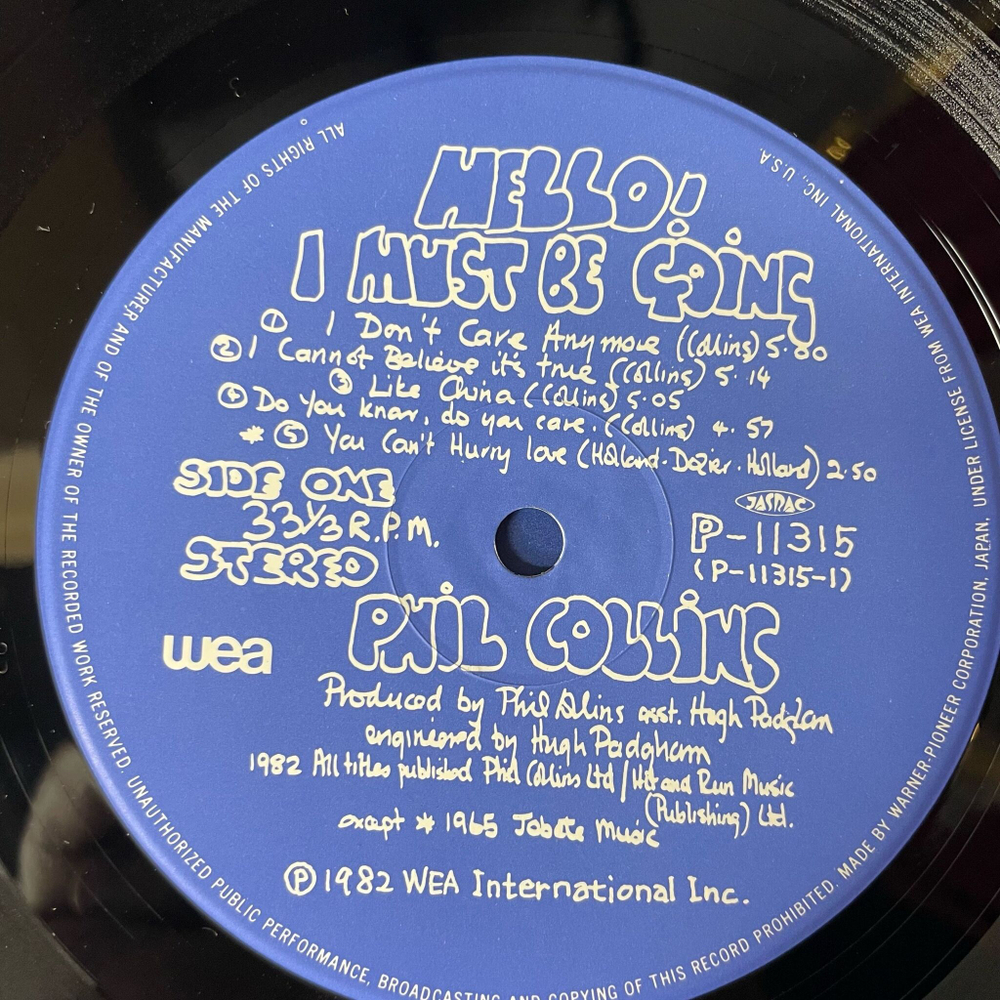 HELLO!
I MUST BE GOING
① I Don't Care Anymore (Collins) 5.00
② I Cannot Believe it's true (Collins) 5.14
③ Like China (Collins) 5.05
④ Do You know, do you care. (Collins) 4.57
* ⑤ You Can't Hurry love (Holland.Dozier.Holland) 2.50
SIDE ONE
33 1/3 R.P.M.
STEREO
JASRAC
P-11315
(P-11315-1)
PHIL COLLINS
wea
Produced by Phil Collins asst. Hugh Padgham
engineered by Hugh Padgham
1982 All titles published Phil Collins Ltd / Hit and Run Music
(Publishing) Ltd.
except * 1965 Jobete Music
Ⓟ 1982 WEA International Inc.
ALL RIGHTS OF THE MANUFACTURER AND OF THE OWNER OF THE RECORDED WORK RESERVED. UNAUTHORIZED PUBLIC PERFORMANCE, BROADCASTING AND COPYING OF THIS RECORD PROHIBITED. MADE BY WARNER-PIONEER CORPORATION, JAPAN, UNDER LICENSE FROM WEA INTERNATIONAL INC., U.S.A.